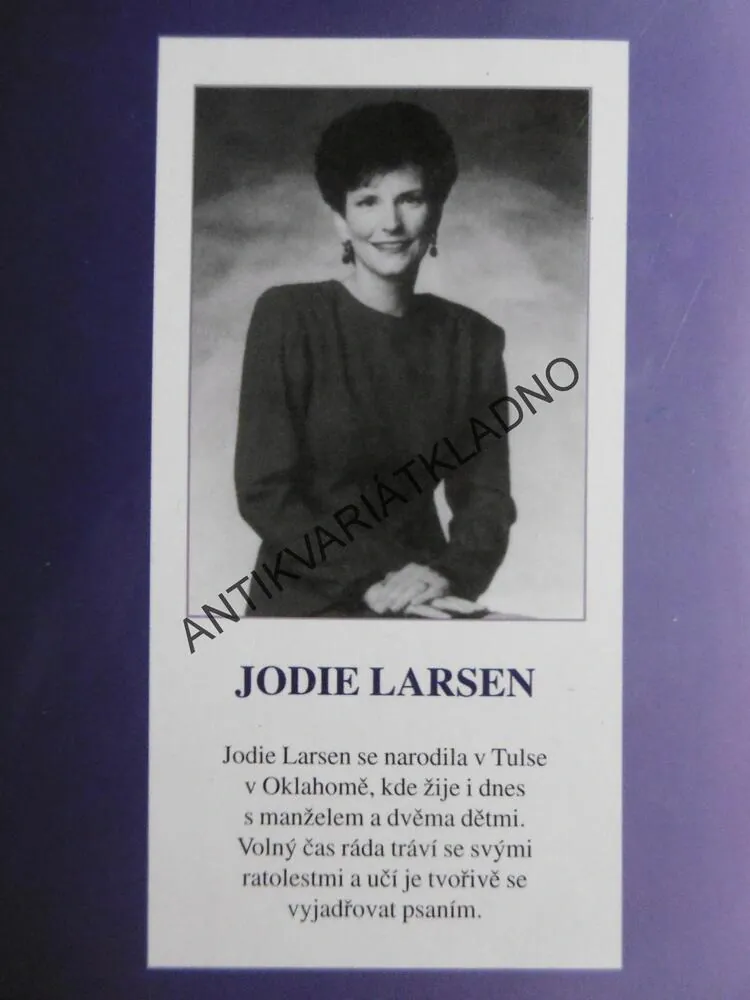 ANTIKVARIÁTKLADNO
JODIE LARSEN
Jodie Larsen se narodila v Tulse
v Oklahomě, kde žije i dnes
s manželem a dvěma dětmi.
Volný čas ráda tráví se svými
ratolestmi a učí je tvořivě se
vyjadřovat psaním.